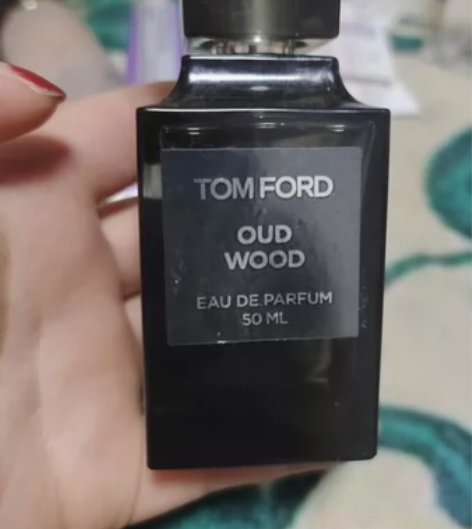 TOM FORD
OUD
WOOD
EAU DE PARFUM
50 ML